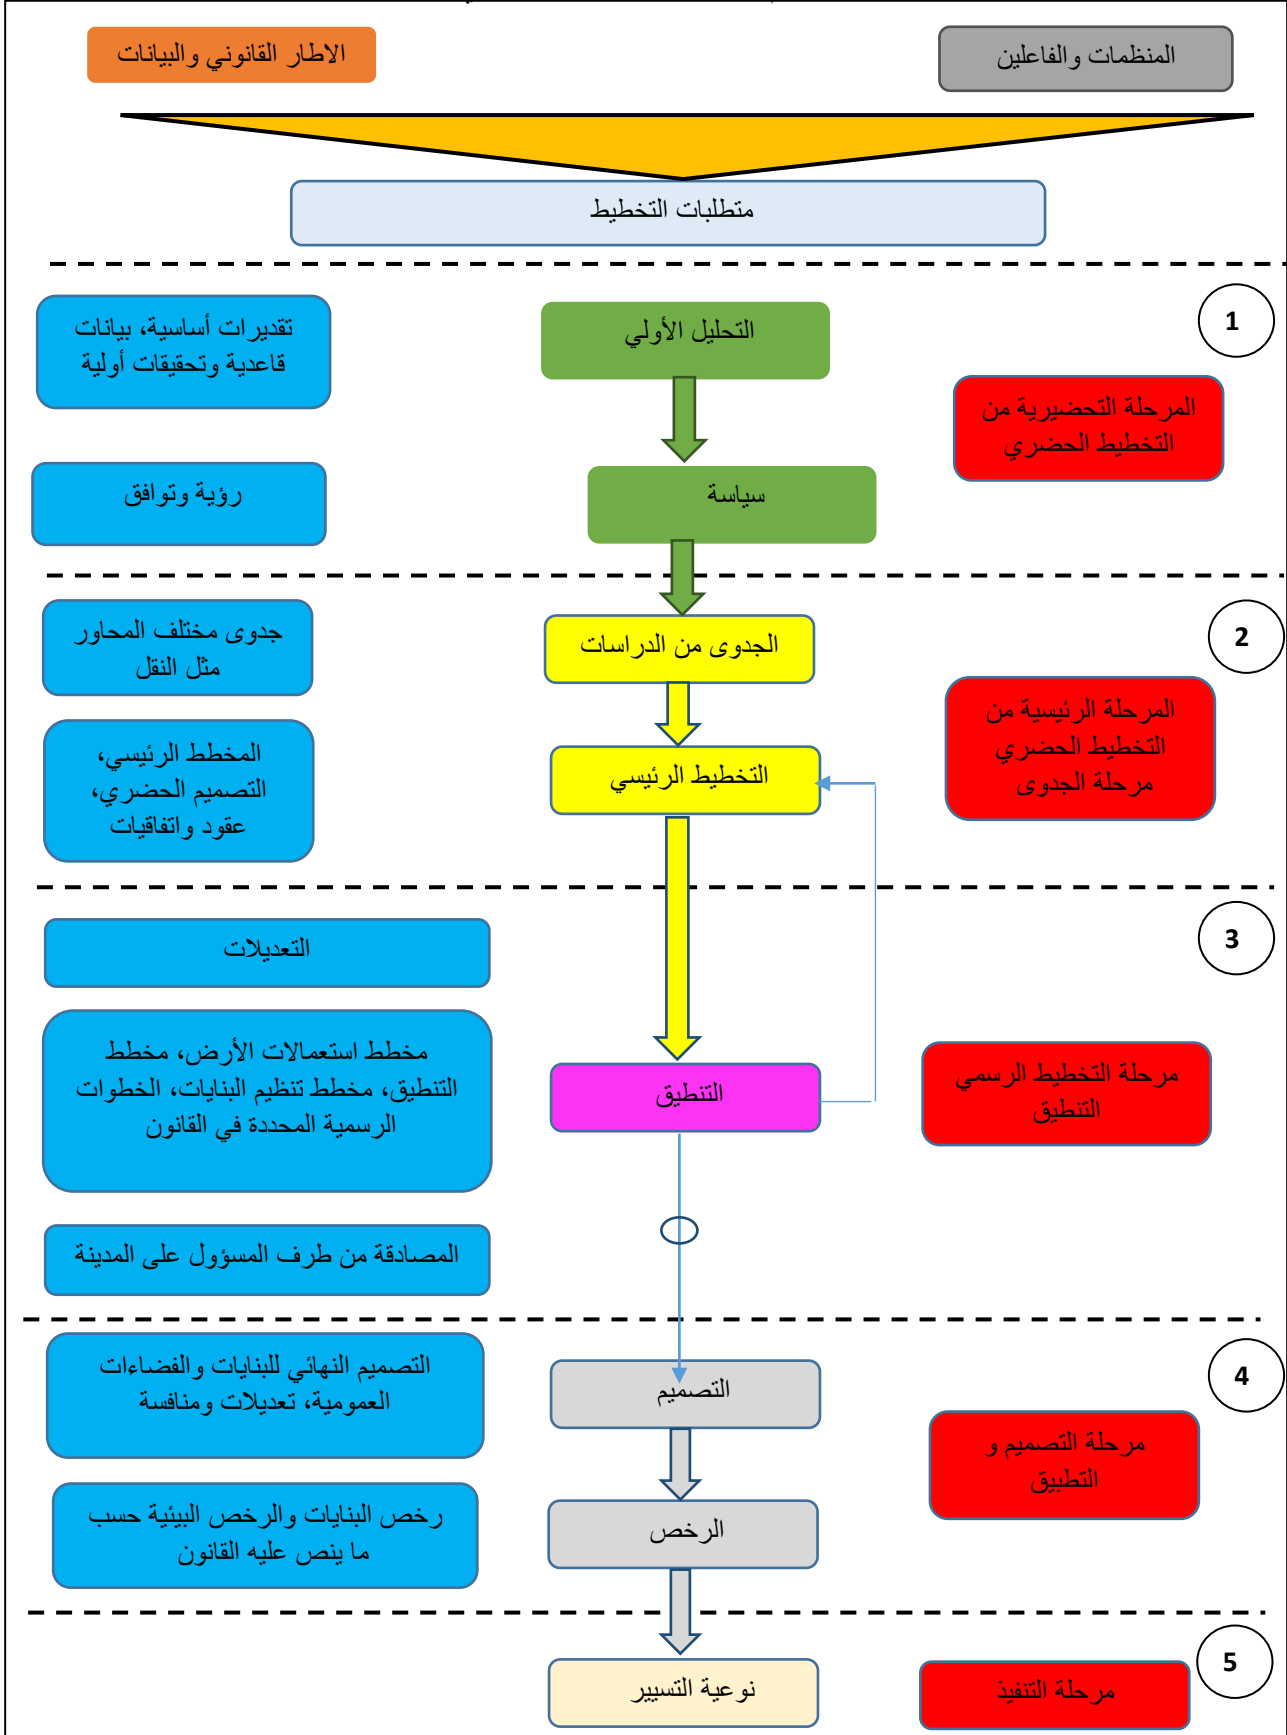 المنظمات والفاعلين
الاطار القانوني والبيانات
متطلبات التخطيط
1
التحليل الأولي
تقديرات أساسية، بيانات
قاعدية وتحقيقات أولية
المرحلة التحضيرية من
التخطيط الحضري
سياسة
رؤية وتوافق
2
الجدوى من الدراسات
جدوى مختلف المحاور
مثل النقل
المرحلة الرئيسية من
التخطيط الحضري
مرحلة الجدوى
التخطيط الرئيسي
المخطط الرئيسي،
التصميم الحضري،
عقود واتفاقيات
3
التعديلات
مرحلة التخطيط الرسمي
التنطيق
التنطيق
مخطط استعمالات الأرض، مخطط
التنطيق، مخطط تنظيم البنايات، الخطوات
الرسمية المحددة في القانون
المصادقة من طرف المسؤول على المدينة
4
التصميم
التصميم النهائي للبنايات والفضاءات
العمومية، تعديلات ومنافسة
مرحلة التصميم و
التطبيق
الرخص
رخص البنايات والرخص البيئية حسب
ما ينص عليه القانون
5
مرحلة التنفيذ
نوعية التسيير